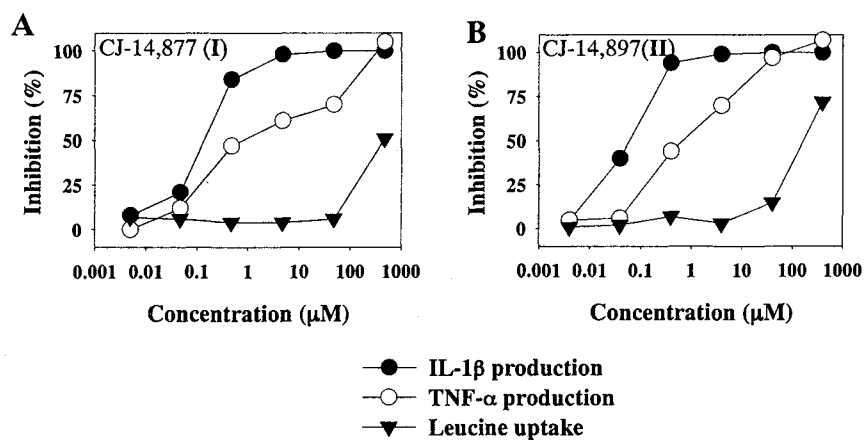 A
CJ-14,877 (I)
100
75
50
25
0
Inhibition (%)
0.001 0.01 0.1 1 10 100 1000
Concentration (μM)
B
CJ-14,897(II)
100
75
50
25
0
Inhibition (%)
0.001 0.01 0.1 1 10 100 1000
Concentration (μM)
IL-1β production
TNF-α production
Leucine uptake